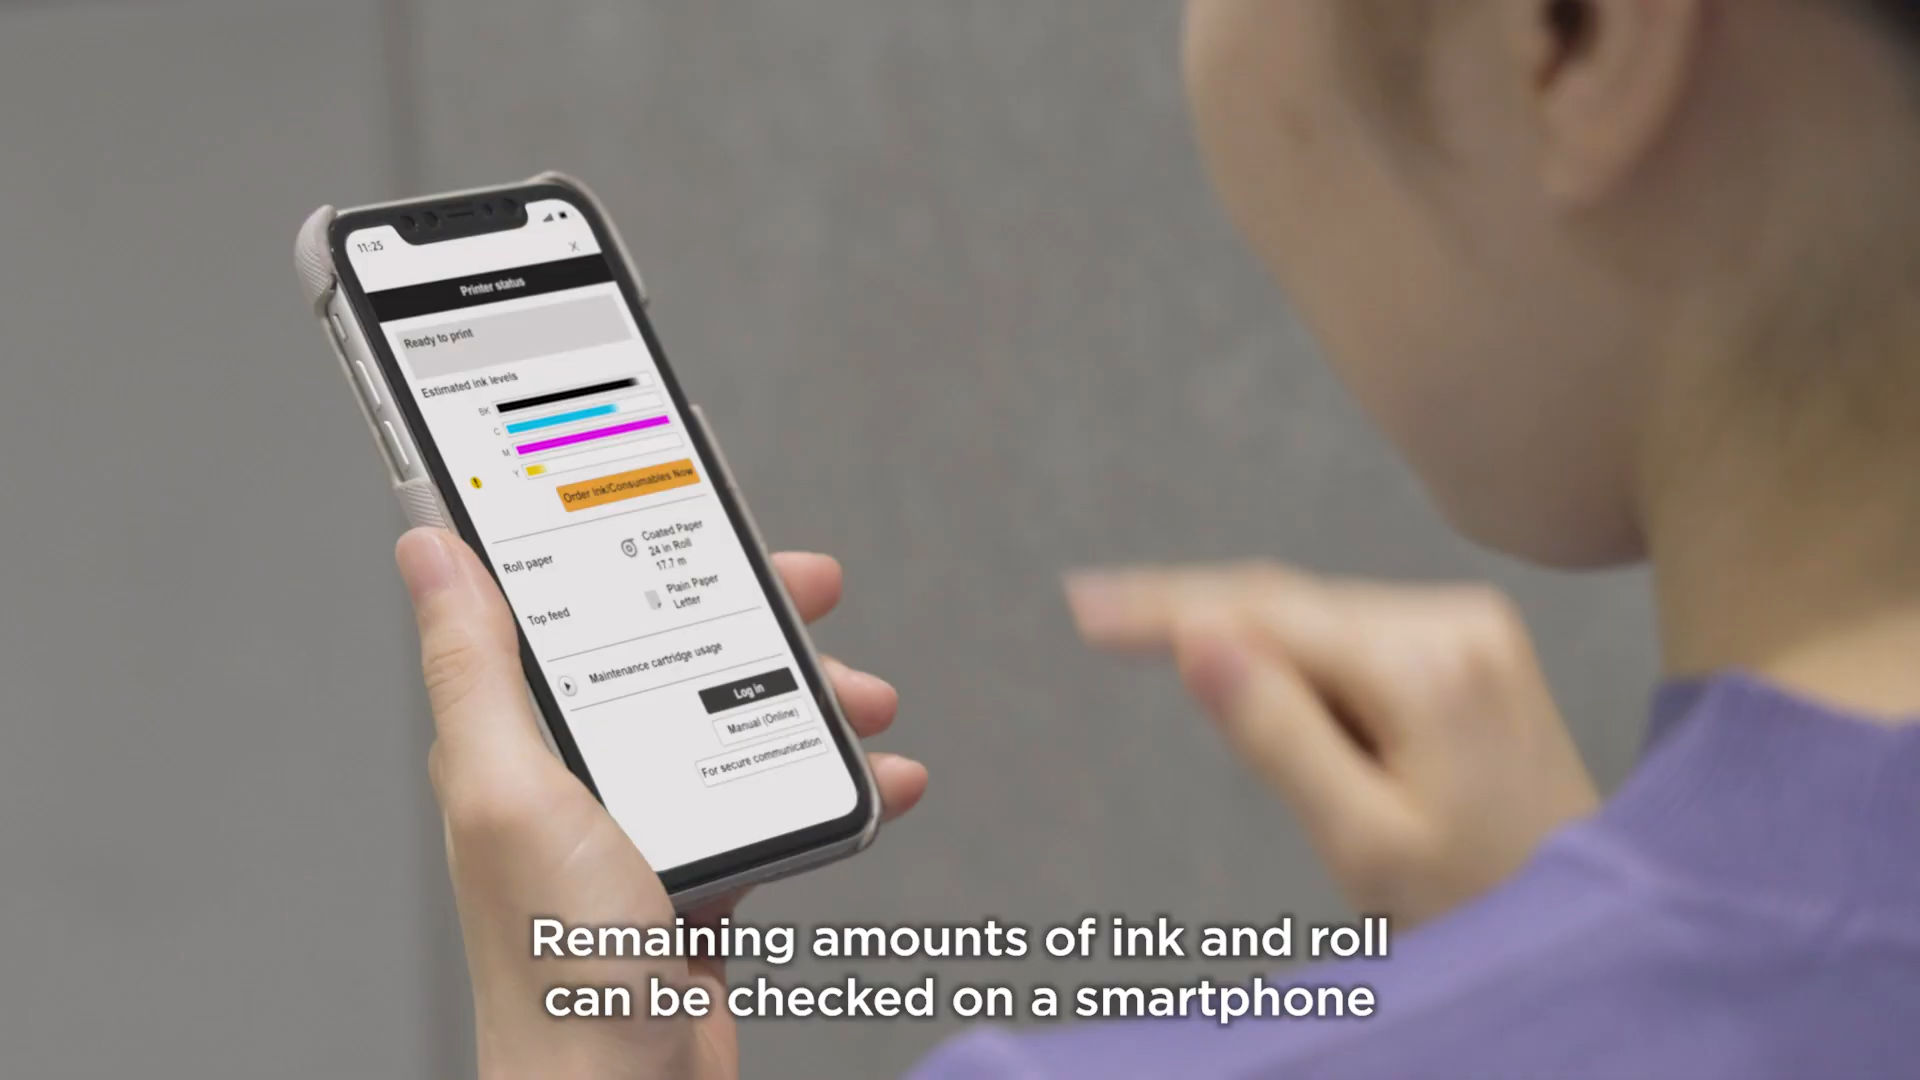 11:25
Printer status
Ready to print
Estimated ink levels
BK
C
M
Y
Order Ink/Consumables Now
Roll paper
Coated Paper
24 in Roll
17.7 m
Top feed
Plain Paper
Letter
Maintenance cartridge usage
Log in
Manual (Online)
For secure communication
Remaining amounts of ink and roll
can be checked on a smartphone